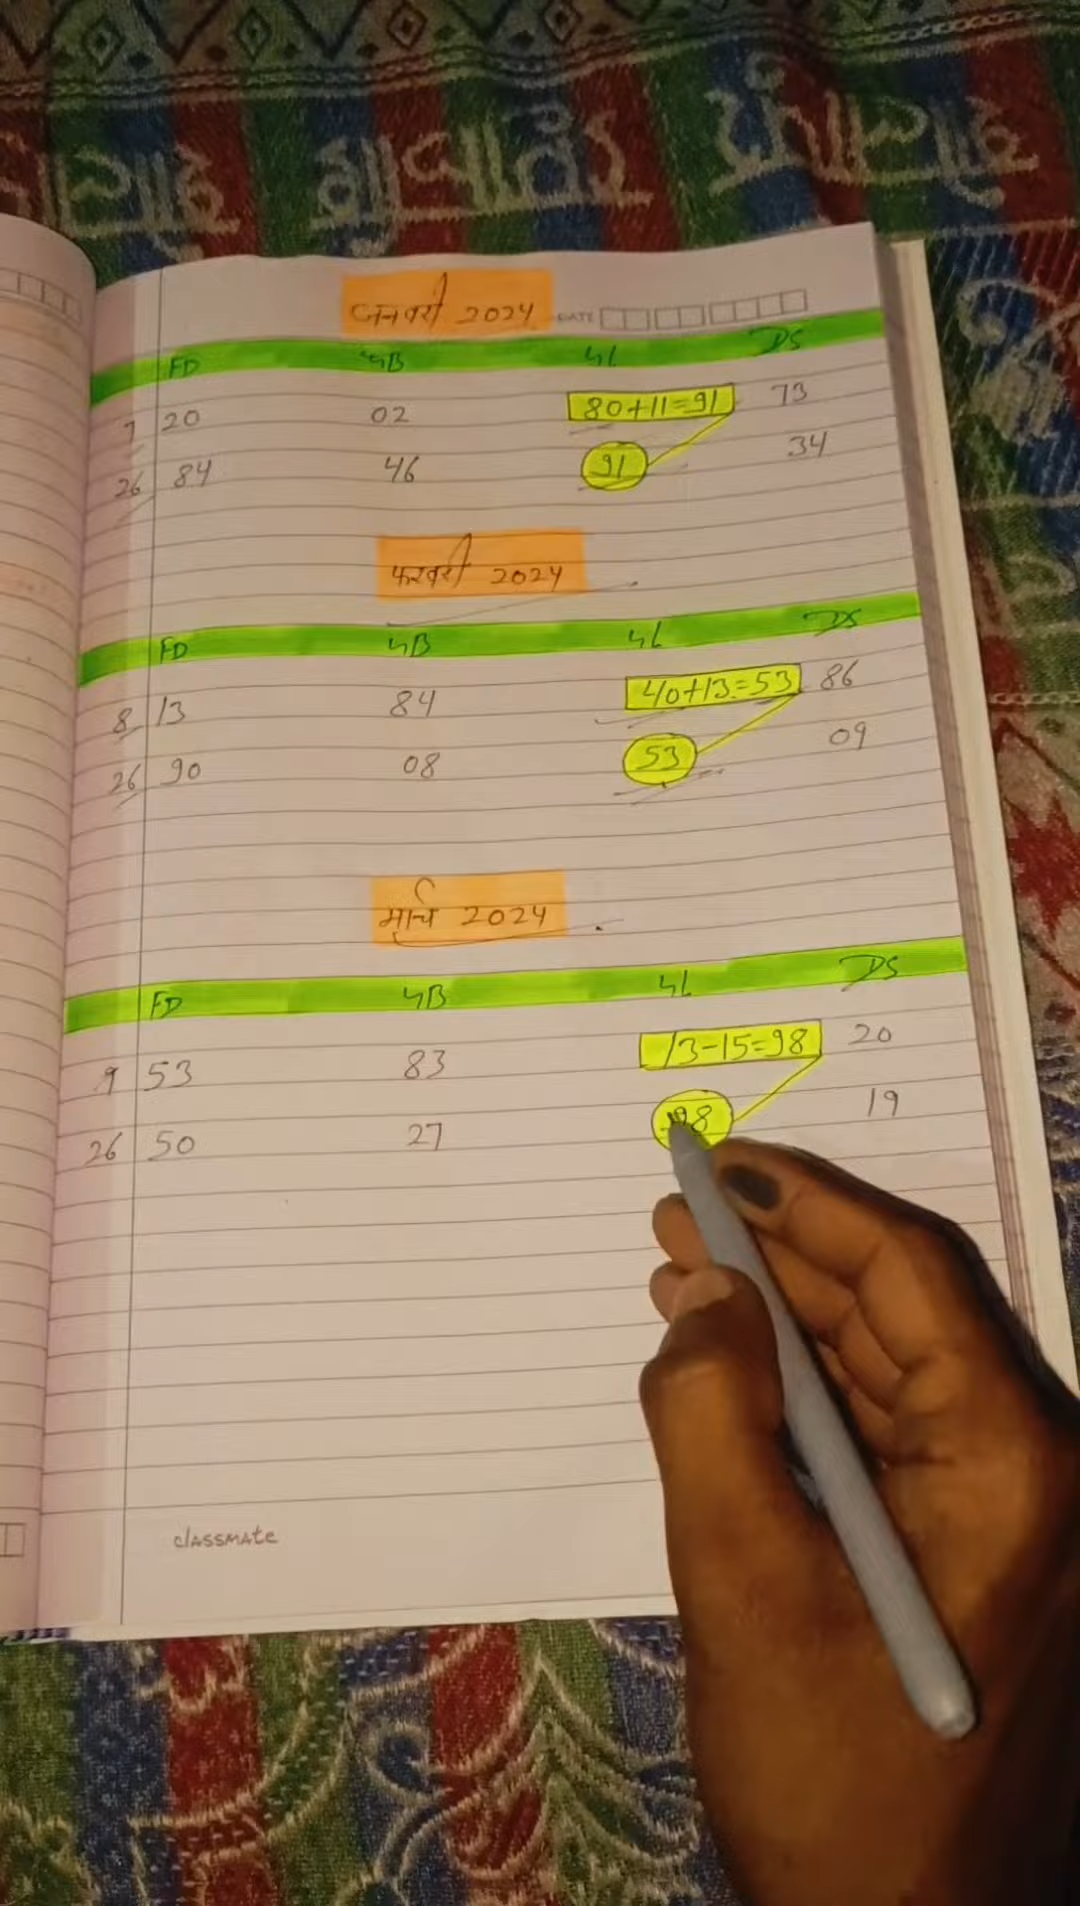 जनवरी 2024 DATE
FD GB GL DS
7 20 02 80+11=91 73
26 84 46 91 34
फरवरी 2024
FD GB GL DS
8 13 84 40+13=53 86
26 90 08 53 09
मार्च 2024
FD GB GL DS
9 53 83 13-15=98 20
26 50 27 98 19
classmate